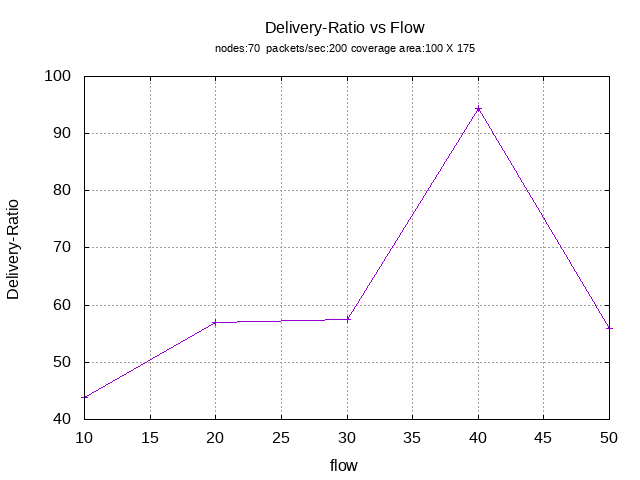 Delivery-Ratio vs Flow
nodes:70  packets/sec:200 coverage area:100 X 175
100
90
80
70
60
50
40
Delivery-Ratio
10 15 20 25 30 35 40 45 50
flow